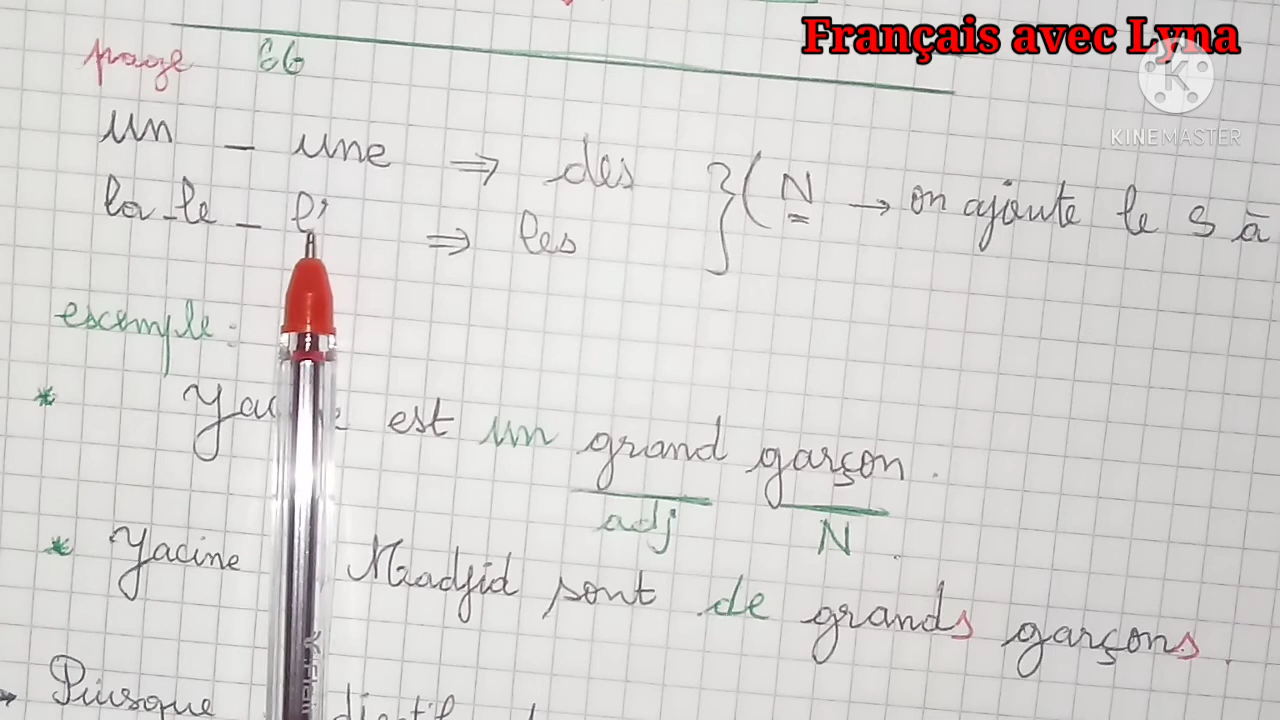 Français avec Lyna
KINEMASTER
page 66
un - une ⇒ des
la - le - l' ⇒ les
} ( N → on ajoute le s à
exemple :
* est un grand garçon .
adj N .
* Yacine Madjid sont de grands garçons .
→ Puisque